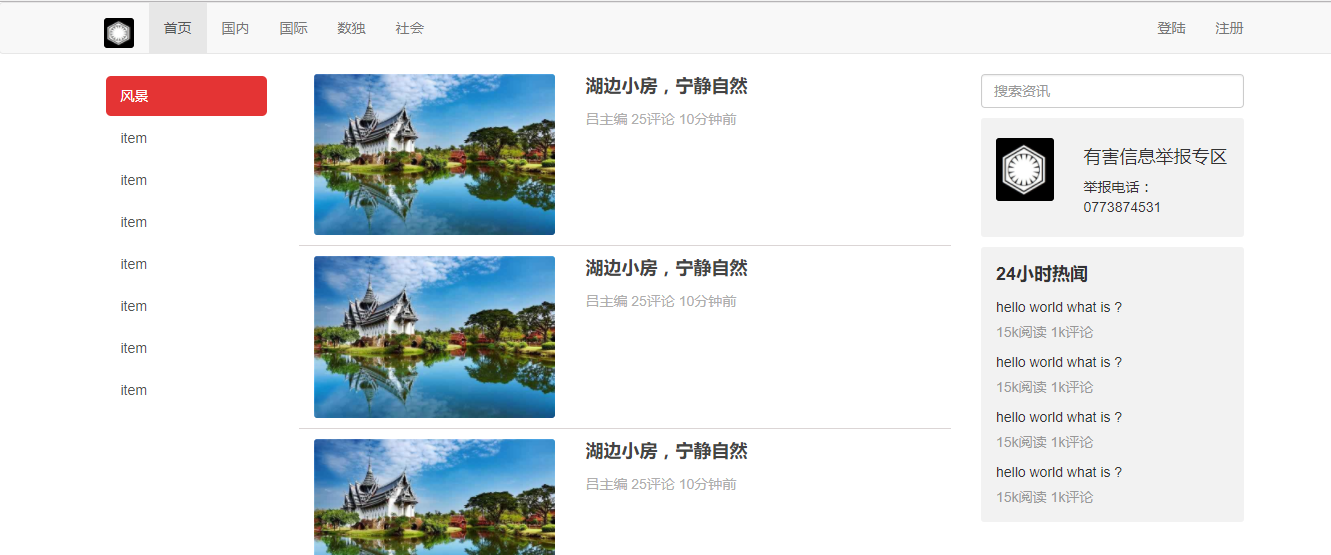 首页 国内 国际 数独 社会 登陆 注册
风景
item
item
item
item
item
item
item
湖边小房，宁静自然
吕主编 25评论 10分钟前
湖边小房，宁静自然
吕主编 25评论 10分钟前
湖边小房，宁静自然
吕主编 25评论 10分钟前
搜索资讯
有害信息举报专区
举报电话：
0773874531
24小时热闻
hello world what is ?
15k阅读 1k评论
hello world what is ?
15k阅读 1k评论
hello world what is ?
15k阅读 1k评论
hello world what is ?
15k阅读 1k评论